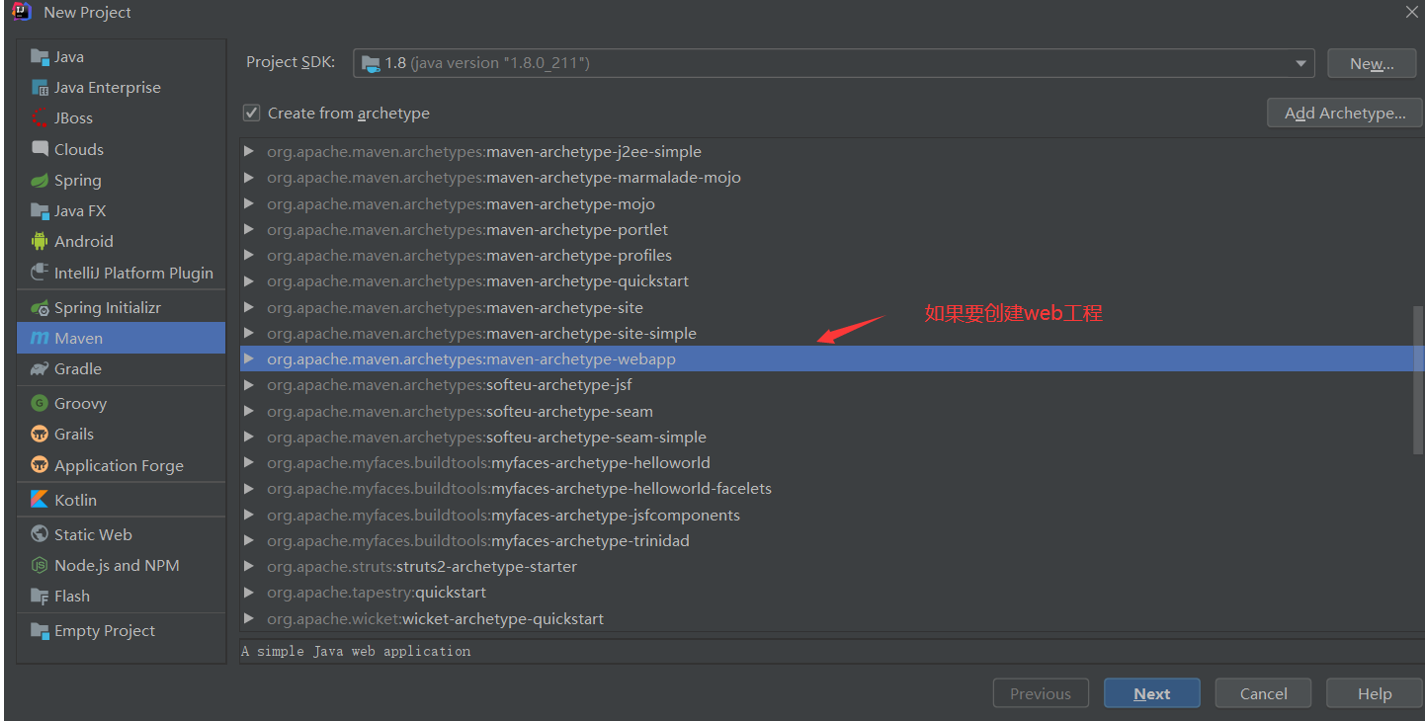 New Project
Java
Java Enterprise
JBoss
Clouds
Spring
Java FX
Android
IntelliJ Platform Plugin
Spring Initializr
Maven
Gradle
Groovy
Grails
Application Forge
Kotlin
Static Web
Node.js and NPM
Flash
Empty Project
Project SDK:
1.8 (java version "1.8.0_211")
New...
Create from archetype
Add Archetype...
org.apache.maven.archetypes:maven-archetype-j2ee-simple
org.apache.maven.archetypes:maven-archetype-marmalade-mojo
org.apache.maven.archetypes:maven-archetype-mojo
org.apache.maven.archetypes:maven-archetype-portlet
org.apache.maven.archetypes:maven-archetype-profiles
org.apache.maven.archetypes:maven-archetype-quickstart
org.apache.maven.archetypes:maven-archetype-site
如果要创建web工程
org.apache.maven.archetypes:maven-archetype-site-simple
org.apache.maven.archetypes:maven-archetype-webapp
org.apache.maven.archetypes:softeu-archetype-jsf
org.apache.maven.archetypes:softeu-archetype-seam
org.apache.maven.archetypes:softeu-archetype-seam-simple
org.apache.myfaces.buildtools:myfaces-archetype-helloworld
org.apache.myfaces.buildtools:myfaces-archetype-helloworld-facelets
org.apache.myfaces.buildtools:myfaces-archetype-jsfcomponents
org.apache.myfaces.buildtools:myfaces-archetype-trinidad
org.apache.struts:struts2-archetype-starter
org.apache.tapestry:quickstart
org.apache.wicket:wicket-archetype-quickstart
A simple Java web application
Previous
Next
Cancel
Help